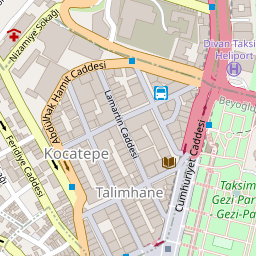 Nizamiye Sokağı
Divan Taksi
Heliport
Abdülhak Hamit Caddesi
Lamartin Caddesi
Beyoğlu
Feridiye Caddesi
Kocatepe
Cumhuriyet Caddesi
Talimhane
Taksim
Gezi Par
Gezi-Pa